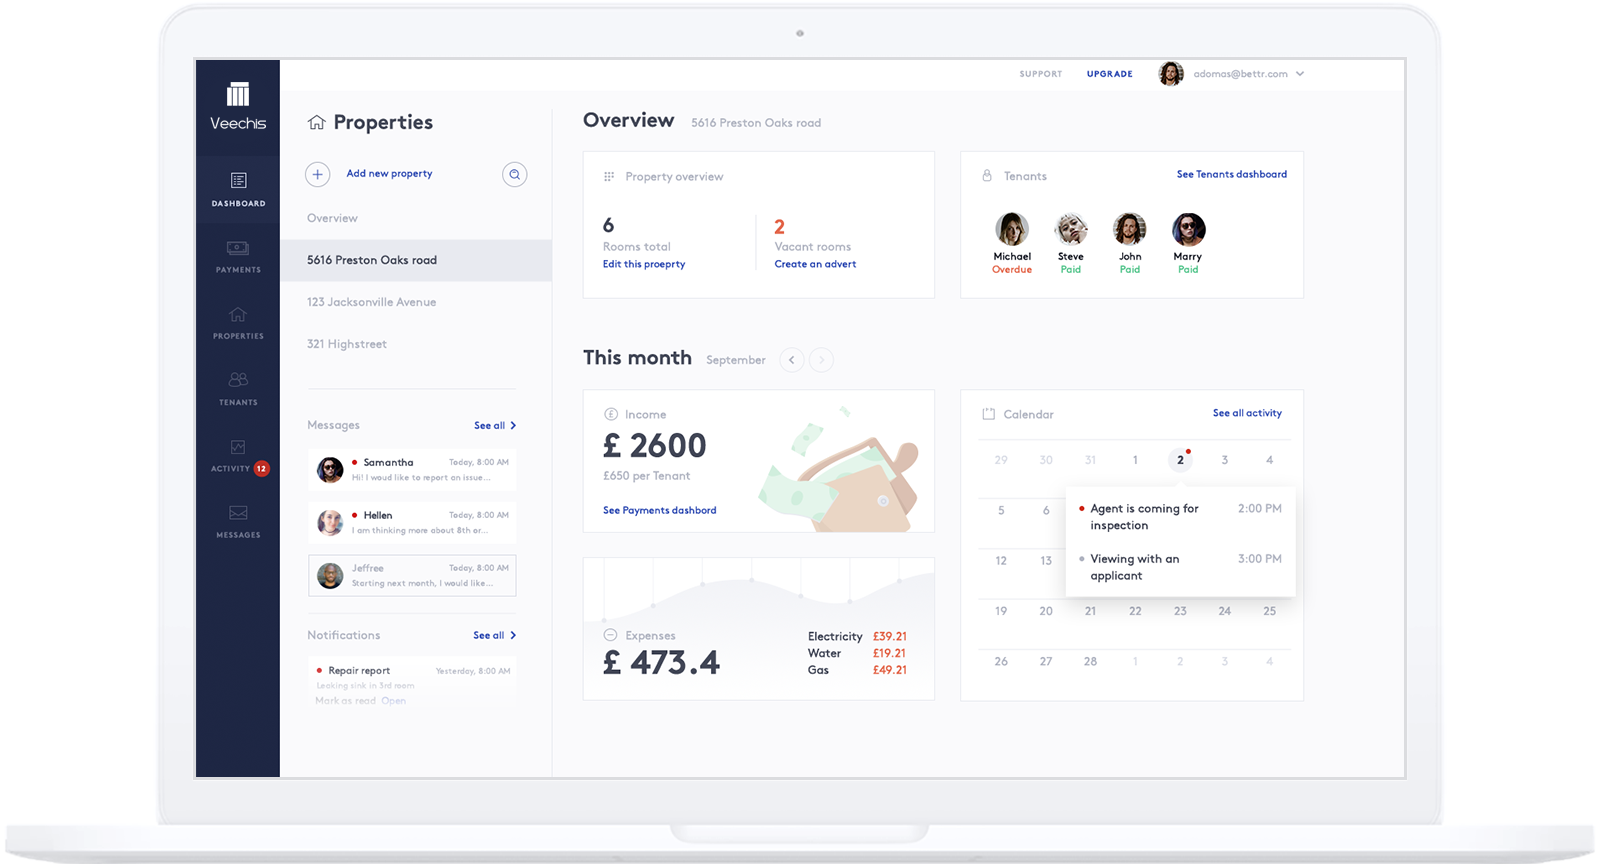 Veechis
DASHBOARD
PAYMENTS
PROPERTIES
TENANTS
ACTIVITY 12
MESSAGES
SUPPORT UPGRADE adomas@bettr.com
Properties
Add new property
Overview
5616 Preston Oaks road
123 Jacksonville Avenue
321 Highstreet
Messages See all
Samantha Today, 8:00 AM
Hi! I woud like to report an issue...
Hellen Today, 8:00 AM
I am thinking more about 8th or...
Jeffree Today, 8:00 AM
Starting next month, I would like...
Notifications See all
Repair report Yesterday, 8:00 AM
Leaking sink in 3rd room
Mark as read Open
Overview 5616 Preston Oaks road
Property overview
6
Rooms total
Edit this proeprty
2
Vacant rooms
Create an advert
Tenants See Tenants dashboard
Michael Steve John Marry
Overdue Paid Paid Paid
This month September
£ Income
£ 2600
£650 per Tenant
See Payments dashbord
Expenses
£ 473.4
Electricity £39.21
Water £19.21
Gas £49.21
Calendar See all activity
29 30 31 1 2 3 4
5 6
Agent is coming for 2:00 PM
inspection
Viewing with an 3:00 PM
applicant
12 13
19 20 21 22 23 24 25
26 27 28 1 2 3 4